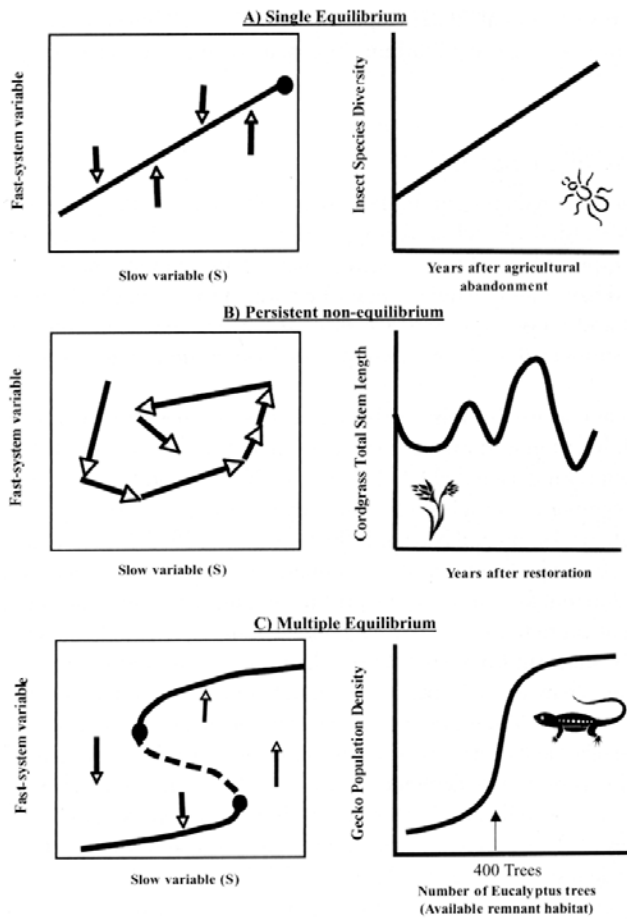 A) Single Equilibrium
Fast-system variable
Slow variable (S)
Insect Species Diversity
Years after agricultural
abandonment
B) Persistent non-equilibrium
Fast-system variable
Slow variable (S)
Cordgrass Total Stem length
Years after restoration
C) Multiple Equilibrium
Fast-system variable
Slow variable (S)
Gecko Population Density
400 Trees
Number of Eucalyptus trees
(Available remnant habitat)